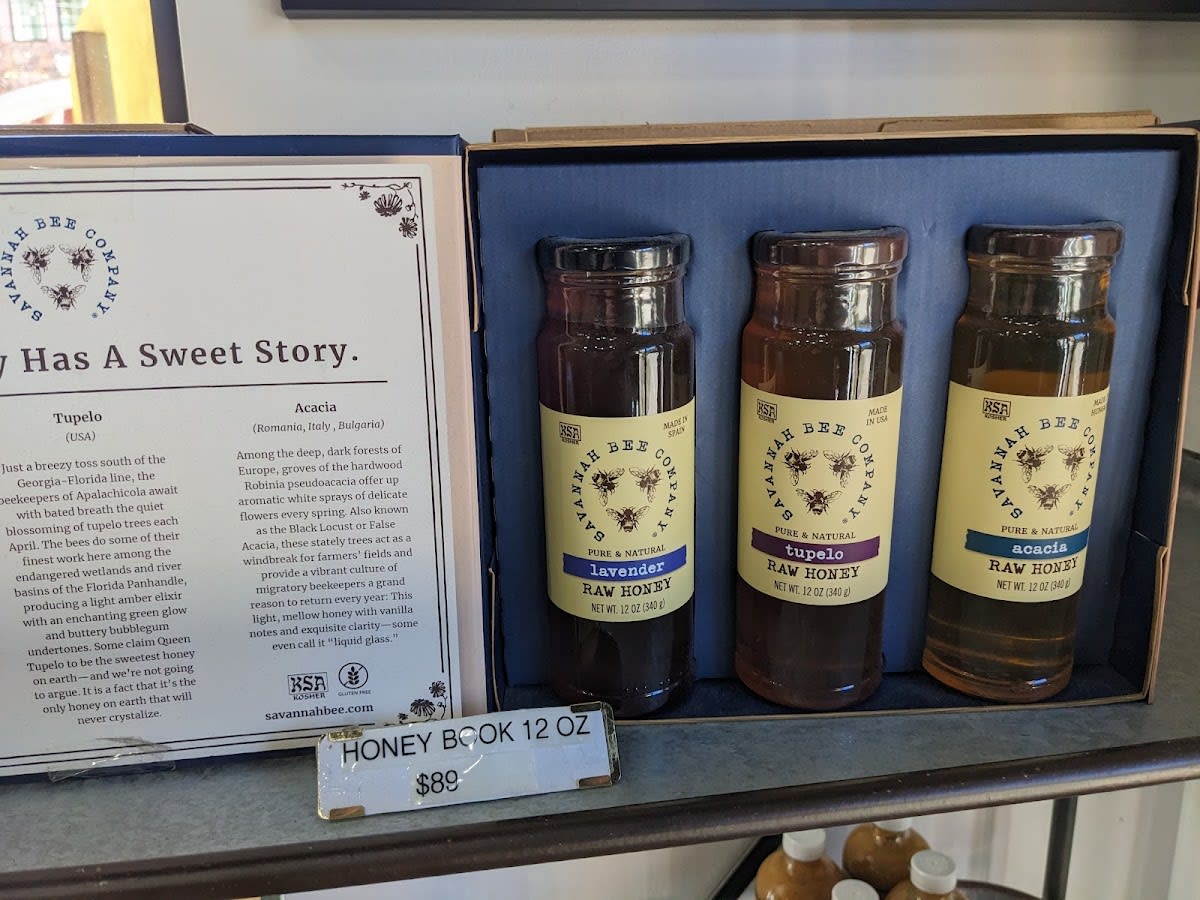 SAVANNAH BEE COMPANY®
y Has A Sweet Story.
Tupelo
(USA)
Just a breezy toss south of the
Georgia-Florida line, the
beekeepers of Apalachicola await
with bated breath the quiet
blossoming of tupelo trees each
April. The bees do some of their
finest work here among the
endangered wetlands and river
basins of the Florida Panhandle,
producing a light amber elixir
with an enchanting green glow
and buttery bubblegum
undertones. Some claim Queen
Tupelo to be the sweetest honey
on earth—and we're not going
to argue. It is a fact that it's the
only honey on earth that will
never crystalize.
Acacia
(Romania, Italy , Bulgaria)
Among the deep, dark forests of
Europe, groves of the hardwood
Robinia pseudoacacia offer up
aromatic white sprays of delicate
flowers every spring. Also known
as the Black Locust or False
Acacia, these stately trees act as a
windbreak for farmers' fields and
provide a vibrant culture of
migratory beekeepers a grand
reason to return every year: This
light, mellow honey with vanilla
notes and exquisite clarity—some
even call it "liquid glass."
KSA
KOSHER
GLUTEN FREE
savannahbee.com
HONEY BOOK 12 OZ
$89
KSA
KOSHER
MADE IN
SPAIN
SAVANNAH BEE COMPANY®
PURE & NATURAL
lavender
RAW HONEY
NET WT. 12 OZ (340 g)
KSA
KOSHER
MADE
IN USA
SAVANNAH BEE COMPANY®
PURE & NATURAL
tupelo
RAW HONEY
NET WT. 12 OZ (340 g)
KSA
KOSHER
SAVANNAH BEE COMPANY®
PURE & NATURAL
acacia
RAW HONEY
NET WT. 12 OZ (340 g)